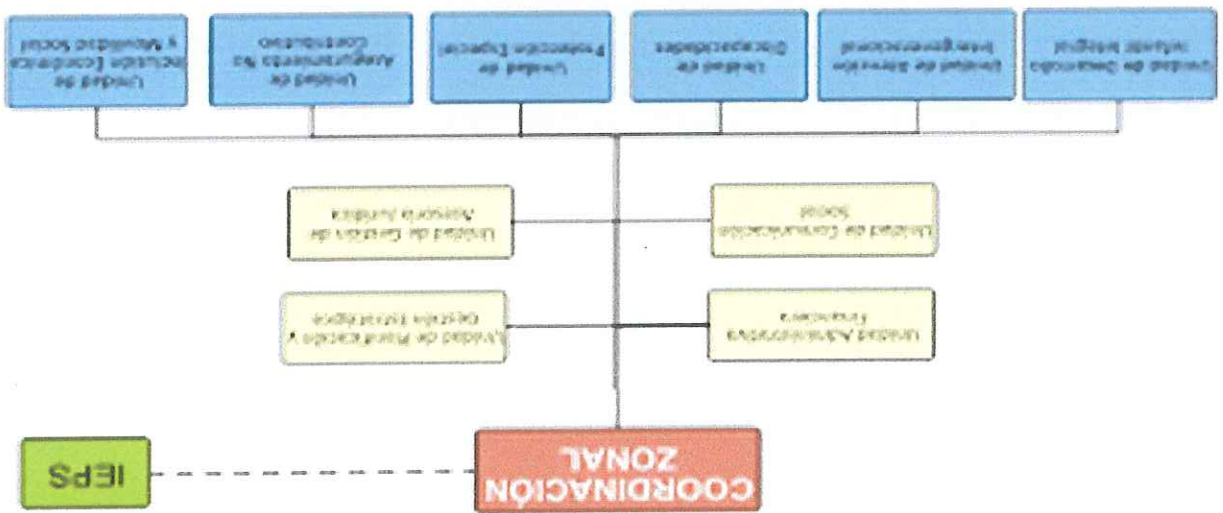 COORDINACIÓN
ZONAL
IEPS
Unidad Administrativa
Financiera
Unidad de Planificación y
Gestión Estratégica
Unidad de Comunicación
Social
Unidad de Gestión de
Asesoría Jurídica
Unidad de Desarrollo
Infantil Integral
Unidad de
Intergeneracional
Unidad de
Discapacidades
Unidad de
Protección Especial
Unidad de
Aseguramiento No
Contributivo
Unidad de
Inclusión Económica
y Movilidad Social